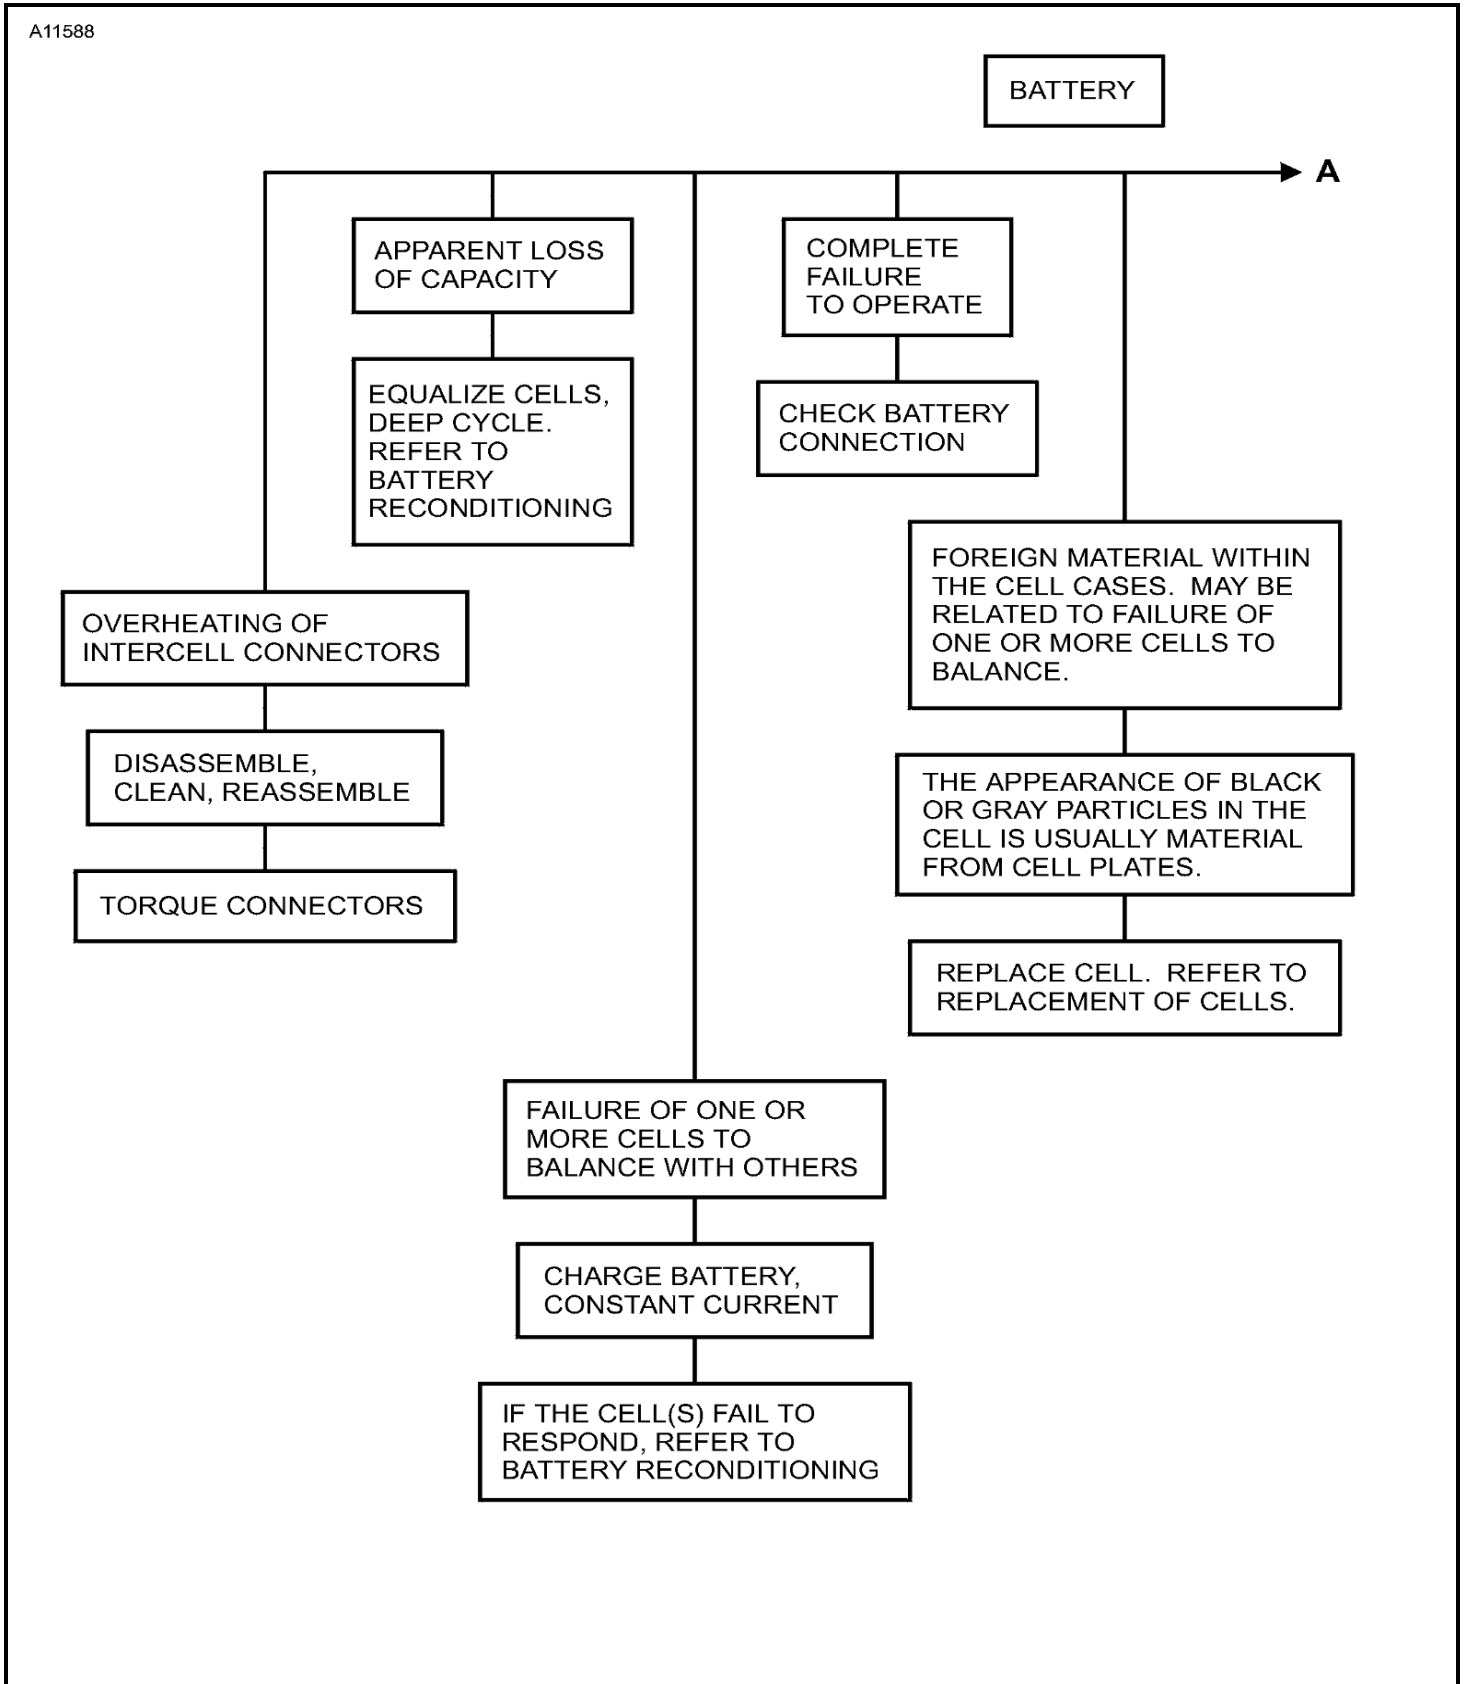 A11588
BATTERY
A
APPARENT LOSS
OF CAPACITY
EQUALIZE CELLS,
DEEP CYCLE.
REFER TO
BATTERY
RECONDITIONING
COMPLETE
FAILURE
TO OPERATE
CHECK BATTERY
CONNECTION
OVERHEATING OF
INTERCELL CONNECTORS
DISASSEMBLE,
CLEAN, REASSEMBLE
TORQUE CONNECTORS
FOREIGN MATERIAL WITHIN
THE CELL CASES.  MAY BE
RELATED TO FAILURE OF
ONE OR MORE CELLS TO
BALANCE.
THE APPEARANCE OF BLACK
OR GRAY PARTICLES IN THE
CELL IS USUALLY MATERIAL
FROM CELL PLATES.
REPLACE CELL.  REFER TO
REPLACEMENT OF CELLS.
FAILURE OF ONE OR
MORE CELLS TO
BALANCE WITH OTHERS
CHARGE BATTERY,
CONSTANT CURRENT
IF THE CELL(S) FAIL TO
RESPOND, REFER TO
BATTERY RECONDITIONING